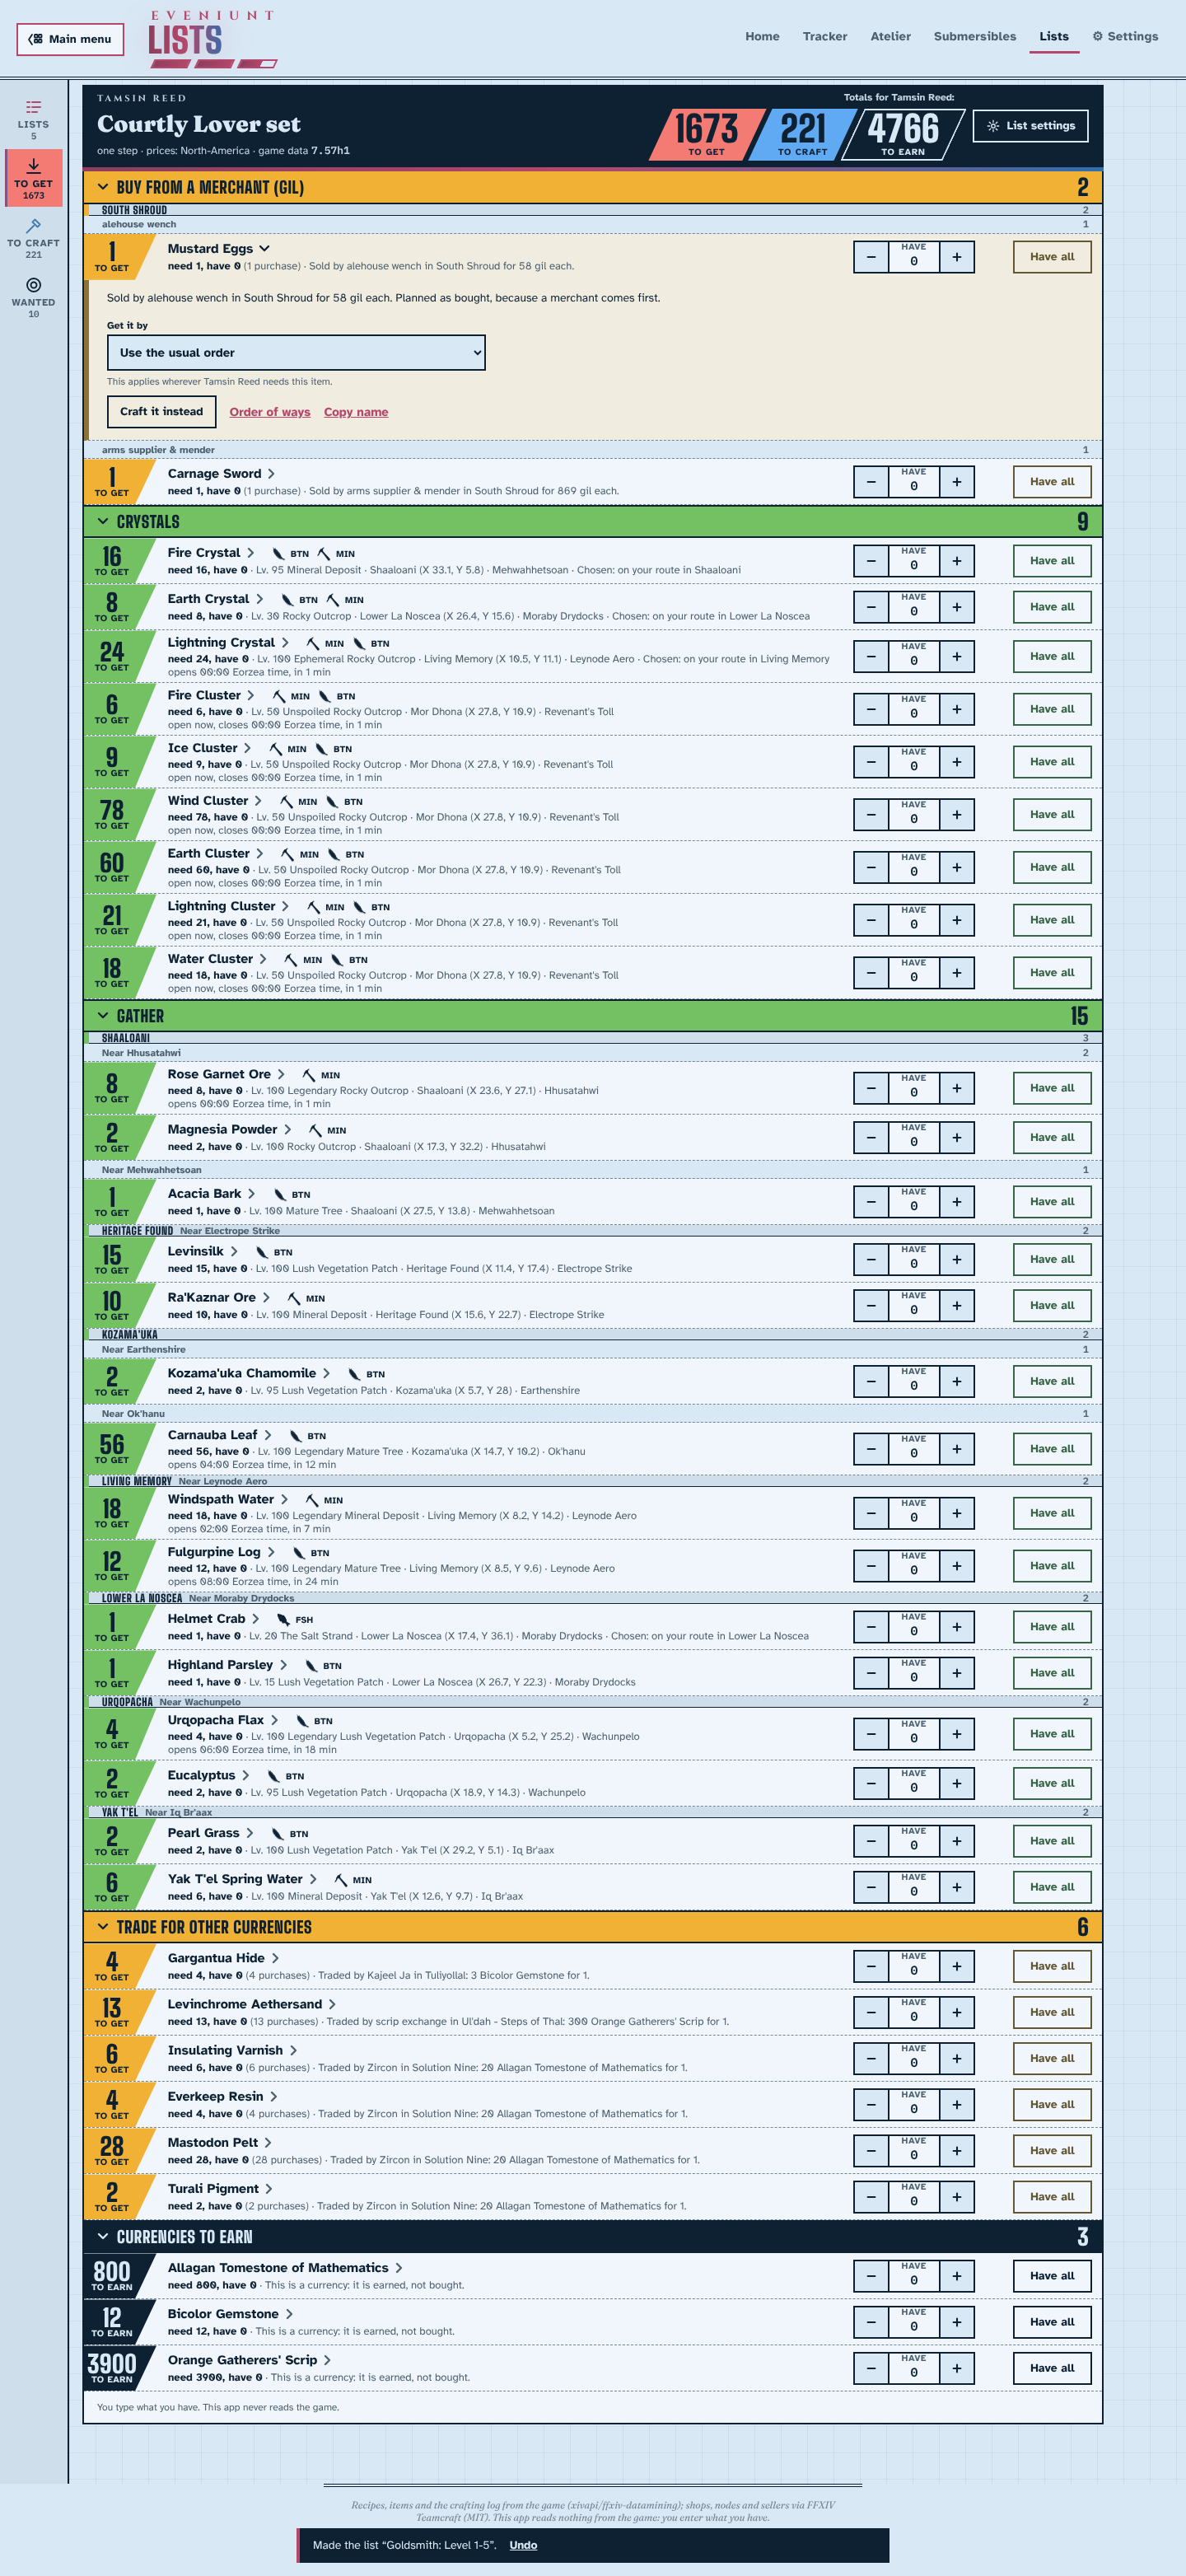 Main menu
EVENIUNT
LISTS
Home
Tracker
Atelier
Submersibles
Lists
Settings
LISTS
5
TO GET
1673
TO CRAFT
221
WANTED
10
TAMSIN REED
Courtly Lover set
one step · prices: North-America · game data 7.57h1
Totals for Tamsin Reed:
1673
TO GET
221
TO CRAFT
4766
TO EARN
List settings
BUY FROM A MERCHANT (GIL)
2
SOUTH SHROUD
2
alehouse wench
1
1
TO GET
Mustard Eggs
need 1, have 0 (1 purchase) · Sold by alehouse wench in South Shroud for 58 gil each.
HAVE
− 0 +
Have all
Sold by alehouse wench in South Shroud for 58 gil each. Planned as bought, because a merchant comes first.
Get it by
Use the usual order
This applies wherever Tamsin Reed needs this item.
Craft it instead
Order of ways
Copy name
arms supplier & mender
1
1
TO GET
Carnage Sword
need 1, have 0 (1 purchase) · Sold by arms supplier & mender in South Shroud for 869 gil each.
HAVE
− 0 +
Have all
CRYSTALS
9
16
TO GET
Fire Crystal BTN MIN
need 16, have 0 · Lv. 95 Mineral Deposit · Shaaloani (X 33.1, Y 5.8) · Mehwahhetsoan · Chosen: on your route in Shaaloani
HAVE
− 0 +
Have all
8
TO GET
Earth Crystal BTN MIN
need 8, have 0 · Lv. 30 Rocky Outcrop · Lower La Noscea (X 26.4, Y 15.6) · Moraby Drydocks · Chosen: on your route in Lower La Noscea
HAVE
− 0 +
Have all
24
TO GET
Lightning Crystal MIN BTN
need 24, have 0 · Lv. 100 Ephemeral Rocky Outcrop · Living Memory (X 10.5, Y 11.1) · Leynode Aero · Chosen: on your route in Living Memory
opens 00:00 Eorzea time, in 1 min
HAVE
− 0 +
Have all
6
TO GET
Fire Cluster MIN BTN
need 6, have 0 · Lv. 50 Unspoiled Rocky Outcrop · Mor Dhona (X 27.8, Y 10.9) · Revenant's Toll
open now, closes 00:00 Eorzea time, in 1 min
HAVE
− 0 +
Have all
9
TO GET
Ice Cluster MIN BTN
need 9, have 0 · Lv. 50 Unspoiled Rocky Outcrop · Mor Dhona (X 27.8, Y 10.9) · Revenant's Toll
open now, closes 00:00 Eorzea time, in 1 min
HAVE
− 0 +
Have all
78
TO GET
Wind Cluster MIN BTN
need 78, have 0 · Lv. 50 Unspoiled Rocky Outcrop · Mor Dhona (X 27.8, Y 10.9) · Revenant's Toll
open now, closes 00:00 Eorzea time, in 1 min
HAVE
− 0 +
Have all
60
TO GET
Earth Cluster MIN BTN
need 60, have 0 · Lv. 50 Unspoiled Rocky Outcrop · Mor Dhona (X 27.8, Y 10.9) · Revenant's Toll
open now, closes 00:00 Eorzea time, in 1 min
HAVE
− 0 +
Have all
21
TO GET
Lightning Cluster MIN BTN
need 21, have 0 · Lv. 50 Unspoiled Rocky Outcrop · Mor Dhona (X 27.8, Y 10.9) · Revenant's Toll
open now, closes 00:00 Eorzea time, in 1 min
HAVE
− 0 +
Have all
18
TO GET
Water Cluster MIN BTN
need 18, have 0 · Lv. 50 Unspoiled Rocky Outcrop · Mor Dhona (X 27.8, Y 10.9) · Revenant's Toll
open now, closes 00:00 Eorzea time, in 1 min
HAVE
− 0 +
Have all
GATHER
15
SHAALOANI
3
Near Hhusatahwi
2
8
TO GET
Rose Garnet Ore MIN
need 8, have 0 · Lv. 100 Legendary Rocky Outcrop · Shaaloani (X 23.6, Y 27.1) · Hhusatahwi
opens 00:00 Eorzea time, in 1 min
HAVE
− 0 +
Have all
2
TO GET
Magnesia Powder MIN
need 2, have 0 · Lv. 100 Rocky Outcrop · Shaaloani (X 17.3, Y 32.2) · Hhusatahwi
HAVE
− 0 +
Have all
Near Mehwahhetsoan
1
1
TO GET
Acacia Bark BTN
need 1, have 0 · Lv. 100 Mature Tree · Shaaloani (X 27.5, Y 13.8) · Mehwahhetsoan
HAVE
− 0 +
Have all
HERITAGE FOUND Near Electrope Strike
2
15
TO GET
Levinsilk BTN
need 15, have 0 · Lv. 100 Lush Vegetation Patch · Heritage Found (X 11.4, Y 17.4) · Electrope Strike
HAVE
− 0 +
Have all
10
TO GET
Ra'Kaznar Ore MIN
need 10, have 0 · Lv. 100 Mineral Deposit · Heritage Found (X 15.6, Y 22.7) · Electrope Strike
HAVE
− 0 +
Have all
KOZAMA'UKA
2
Near Earthenshire
1
2
TO GET
Kozama'uka Chamomile BTN
need 2, have 0 · Lv. 95 Lush Vegetation Patch · Kozama'uka (X 5.7, Y 28) · Earthenshire
HAVE
− 0 +
Have all
Near Ok'hanu
1
56
TO GET
Carnauba Leaf BTN
need 56, have 0 · Lv. 100 Legendary Mature Tree · Kozama'uka (X 14.7, Y 10.2) · Ok'hanu
opens 04:00 Eorzea time, in 12 min
HAVE
− 0 +
Have all
LIVING MEMORY Near Leynode Aero
2
18
TO GET
Windspath Water MIN
need 18, have 0 · Lv. 100 Legendary Mineral Deposit · Living Memory (X 8.2, Y 14.2) · Leynode Aero
opens 02:00 Eorzea time, in 7 min
HAVE
− 0 +
Have all
12
TO GET
Fulgurpine Log BTN
need 12, have 0 · Lv. 100 Legendary Mature Tree · Living Memory (X 8.5, Y 9.6) · Leynode Aero
opens 08:00 Eorzea time, in 24 min
HAVE
− 0 +
Have all
LOWER LA NOSCEA Near Moraby Drydocks
2
1
TO GET
Helmet Crab FSH
need 1, have 0 · Lv. 20 The Salt Strand · Lower La Noscea (X 17.4, Y 36.1) · Moraby Drydocks · Chosen: on your route in Lower La Noscea
HAVE
− 0 +
Have all
1
TO GET
Highland Parsley BTN
need 1, have 0 · Lv. 15 Lush Vegetation Patch · Lower La Noscea (X 26.7, Y 22.3) · Moraby Drydocks
HAVE
− 0 +
Have all
URQOPACHA Near Wachunpelo
2
4
TO GET
Urqopacha Flax BTN
need 4, have 0 · Lv. 100 Legendary Lush Vegetation Patch · Urqopacha (X 5.2, Y 25.2) · Wachunpelo
opens 06:00 Eorzea time, in 18 min
HAVE
− 0 +
Have all
2
TO GET
Eucalyptus BTN
need 2, have 0 · Lv. 95 Lush Vegetation Patch · Urqopacha (X 18.9, Y 14.3) · Wachunpelo
HAVE
− 0 +
Have all
YAK T'EL Near Iq Br'aax
2
2
TO GET
Pearl Grass BTN
need 2, have 0 · Lv. 100 Lush Vegetation Patch · Yak T'el (X 29.2, Y 5.1) · Iq Br'aax
HAVE
− 0 +
Have all
6
TO GET
Yak T'el Spring Water MIN
need 6, have 0 · Lv. 100 Mineral Deposit · Yak T'el (X 12.6, Y 9.7) · Iq Br'aax
HAVE
− 0 +
Have all
TRADE FOR OTHER CURRENCIES
6
4
TO GET
Gargantua Hide
need 4, have 0 (4 purchases) · Traded by Kajeel Ja in Tuliyollal: 3 Bicolor Gemstone for 1.
HAVE
− 0 +
Have all
13
TO GET
Levinchrome Aethersand
need 13, have 0 (13 purchases) · Traded by scrip exchange in Ul'dah - Steps of Thal: 300 Orange Gatherers' Scrip for 1.
HAVE
− 0 +
Have all
6
TO GET
Insulating Varnish
need 6, have 0 (6 purchases) · Traded by Zircon in Solution Nine: 20 Allagan Tomestone of Mathematics for 1.
HAVE
− 0 +
Have all
4
TO GET
Everkeep Resin
need 4, have 0 (4 purchases) · Traded by Zircon in Solution Nine: 20 Allagan Tomestone of Mathematics for 1.
HAVE
− 0 +
Have all
28
TO GET
Mastodon Pelt
need 28, have 0 (28 purchases) · Traded by Zircon in Solution Nine: 20 Allagan Tomestone of Mathematics for 1.
HAVE
− 0 +
Have all
2
TO GET
Turali Pigment
need 2, have 0 (2 purchases) · Traded by Zircon in Solution Nine: 20 Allagan Tomestone of Mathematics for 1.
HAVE
− 0 +
Have all
CURRENCIES TO EARN
3
800
TO EARN
Allagan Tomestone of Mathematics
need 800, have 0 · This is a currency: it is earned, not bought.
HAVE
− 0 +
Have all
12
TO EARN
Bicolor Gemstone
need 12, have 0 · This is a currency: it is earned, not bought.
HAVE
− 0 +
Have all
3900
TO EARN
Orange Gatherers' Scrip
need 3900, have 0 · This is a currency: it is earned, not bought.
HAVE
− 0 +
Have all
You type what you have. This app never reads the game.
Recipes, items and the crafting log from the game (xivapi/ffxiv-datamining); shops, nodes and sellers via FFXIV
Teamcraft (MIT). This app reads nothing from the game: you enter what you have.
Made the list “Goldsmith: Level 1-5”. Undo